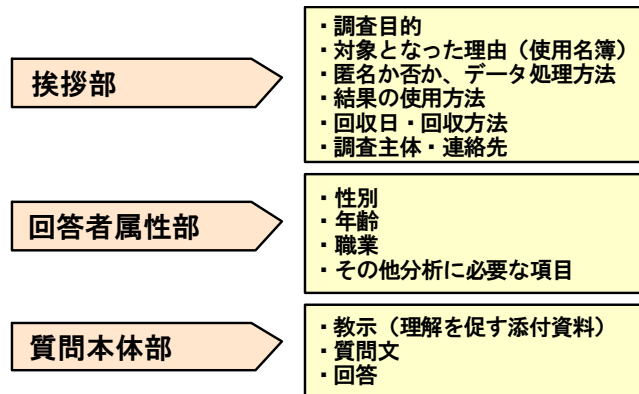 挨拶部
・調査目的
・対象となった理由（使用名簿）
・匿名か否か、データ処理方法
・結果の使用方法
・回収日・回収方法
・調査主体・連絡先
回答者属性部
・性別
・年齢
・職業
・その他分析に必要な項目
質問本体部
・教示（理解を促す添付資料）
・質問文
・回答